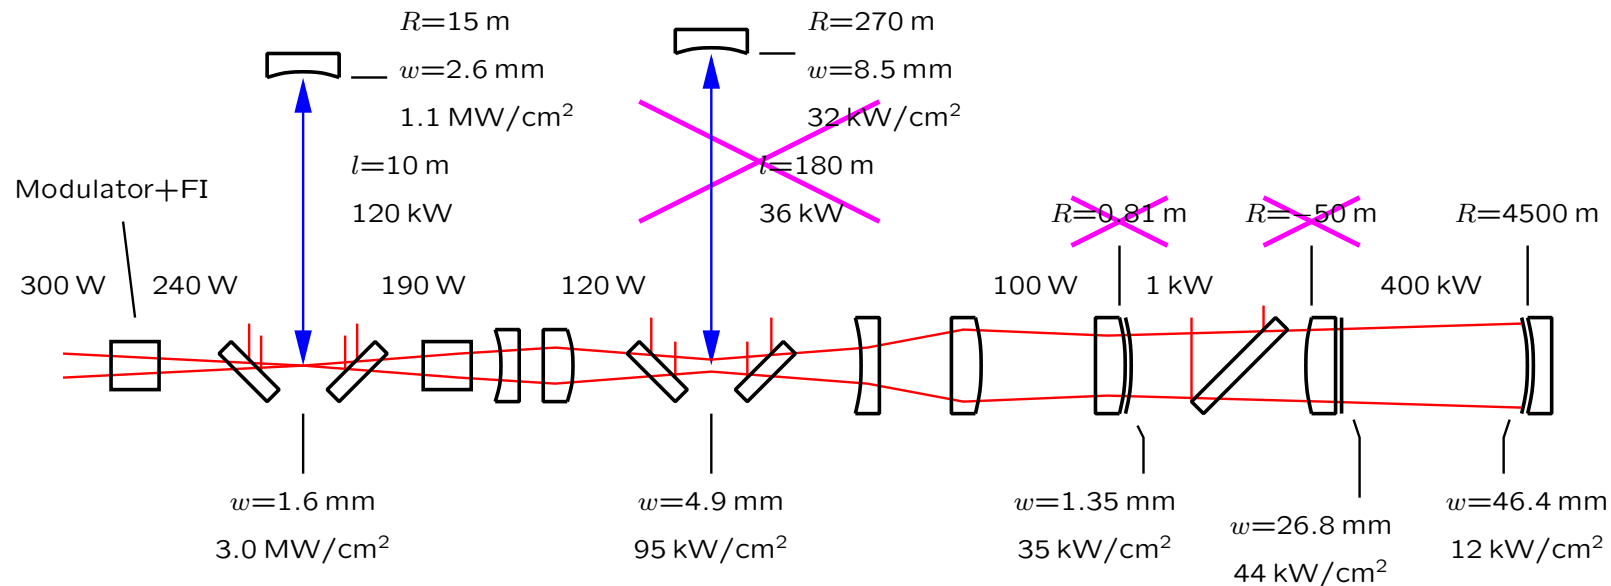 R=15 m
w=2.6 mm
1.1 MW/cm²
l=10 m
120 kW
R=270 m
w=8.5 mm
32 kW/cm²
l=180 m
36 kW
Modulator+FI
R=0.81 m
R=−50 m
R=4500 m
300 W
240 W
190 W
120 W
100 W
1 kW
400 kW
w=1.6 mm
3.0 MW/cm²
w=4.9 mm
95 kW/cm²
w=1.35 mm
35 kW/cm²
w=26.8 mm
44 kW/cm²
w=46.4 mm
12 kW/cm²